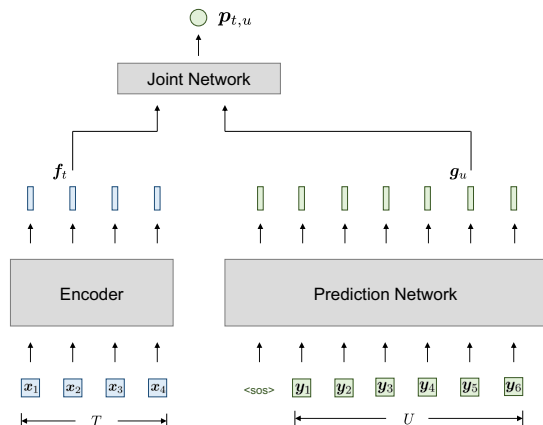 p_{t,u}
Joint Network
f_t g_u
Encoder Prediction Network
x_1 x_2 x_3 x_4 <sos> y_1 y_2 y_3 y_4 y_5 y_6
T U